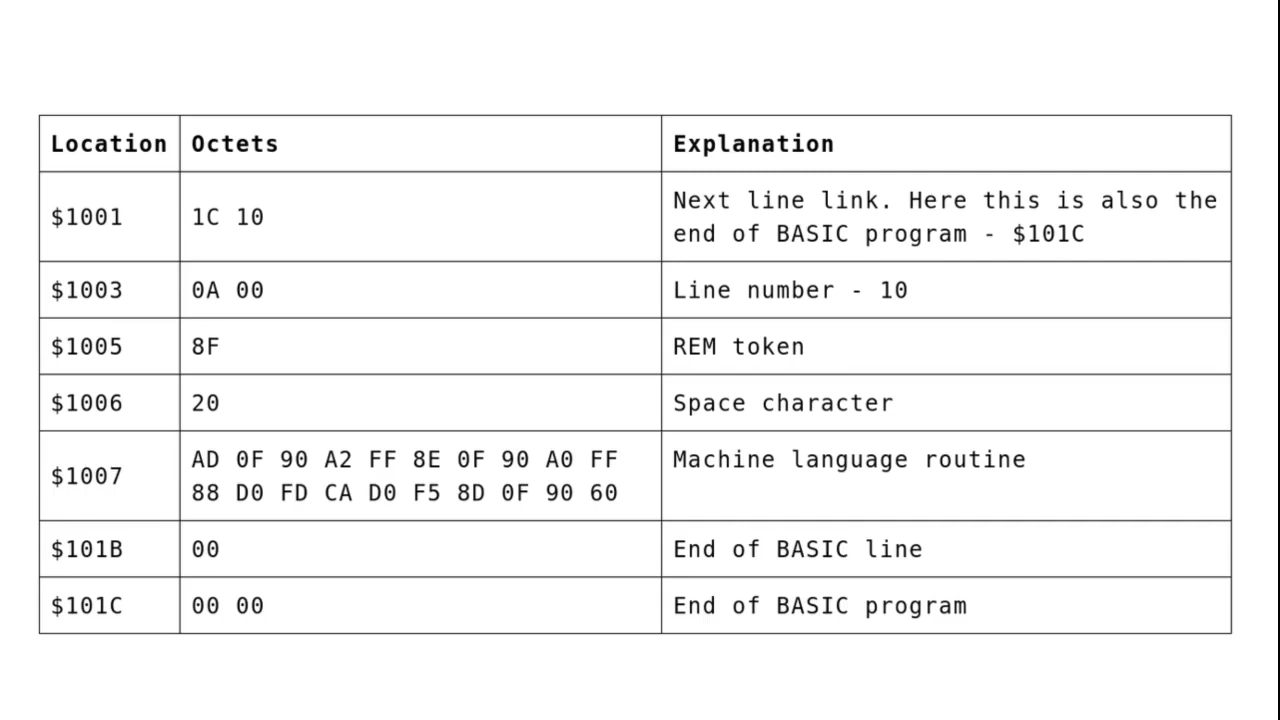 Location Octets Explanation
$1001 1C 10 Next line link. Here this is also the
end of BASIC program - $101C
$1003 0A 00 Line number - 10
$1005 8F REM token
$1006 20 Space character
$1007 AD 0F 90 A2 FF 8E 0F 90 A0 FF Machine language routine
88 D0 FD CA D0 F5 8D 0F 90 60
$101B 00 End of BASIC line
$101C 00 00 End of BASIC program